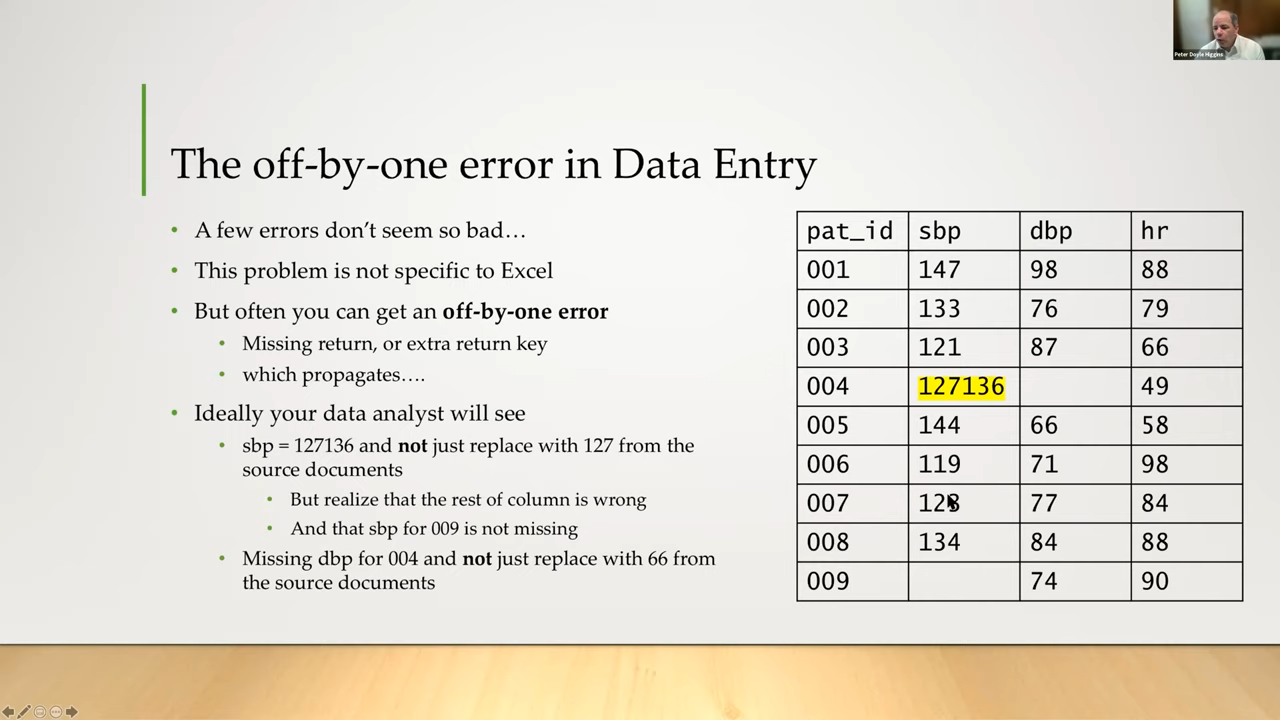 Peter Doyle Higgins
The off-by-one error in Data Entry
• A few errors don’t seem so bad…
• This problem is not specific to Excel
• But often you can get an off-by-one error
• Missing return, or extra return key
• which propagates….
• Ideally your data analyst will see
• sbp = 127136 and not just replace with 127 from the
source documents
• But realize that the rest of column is wrong
• And that sbp for 009 is not missing
• Missing dbp for 004 and not just replace with 66 from
the source documents
pat_id sbp dbp hr
001 147 98 88
002 133 76 79
003 121 87 66
004 127136 49
005 144 66 58
006 119 71 98
007 128 77 84
008 134 84 88
009 74 90